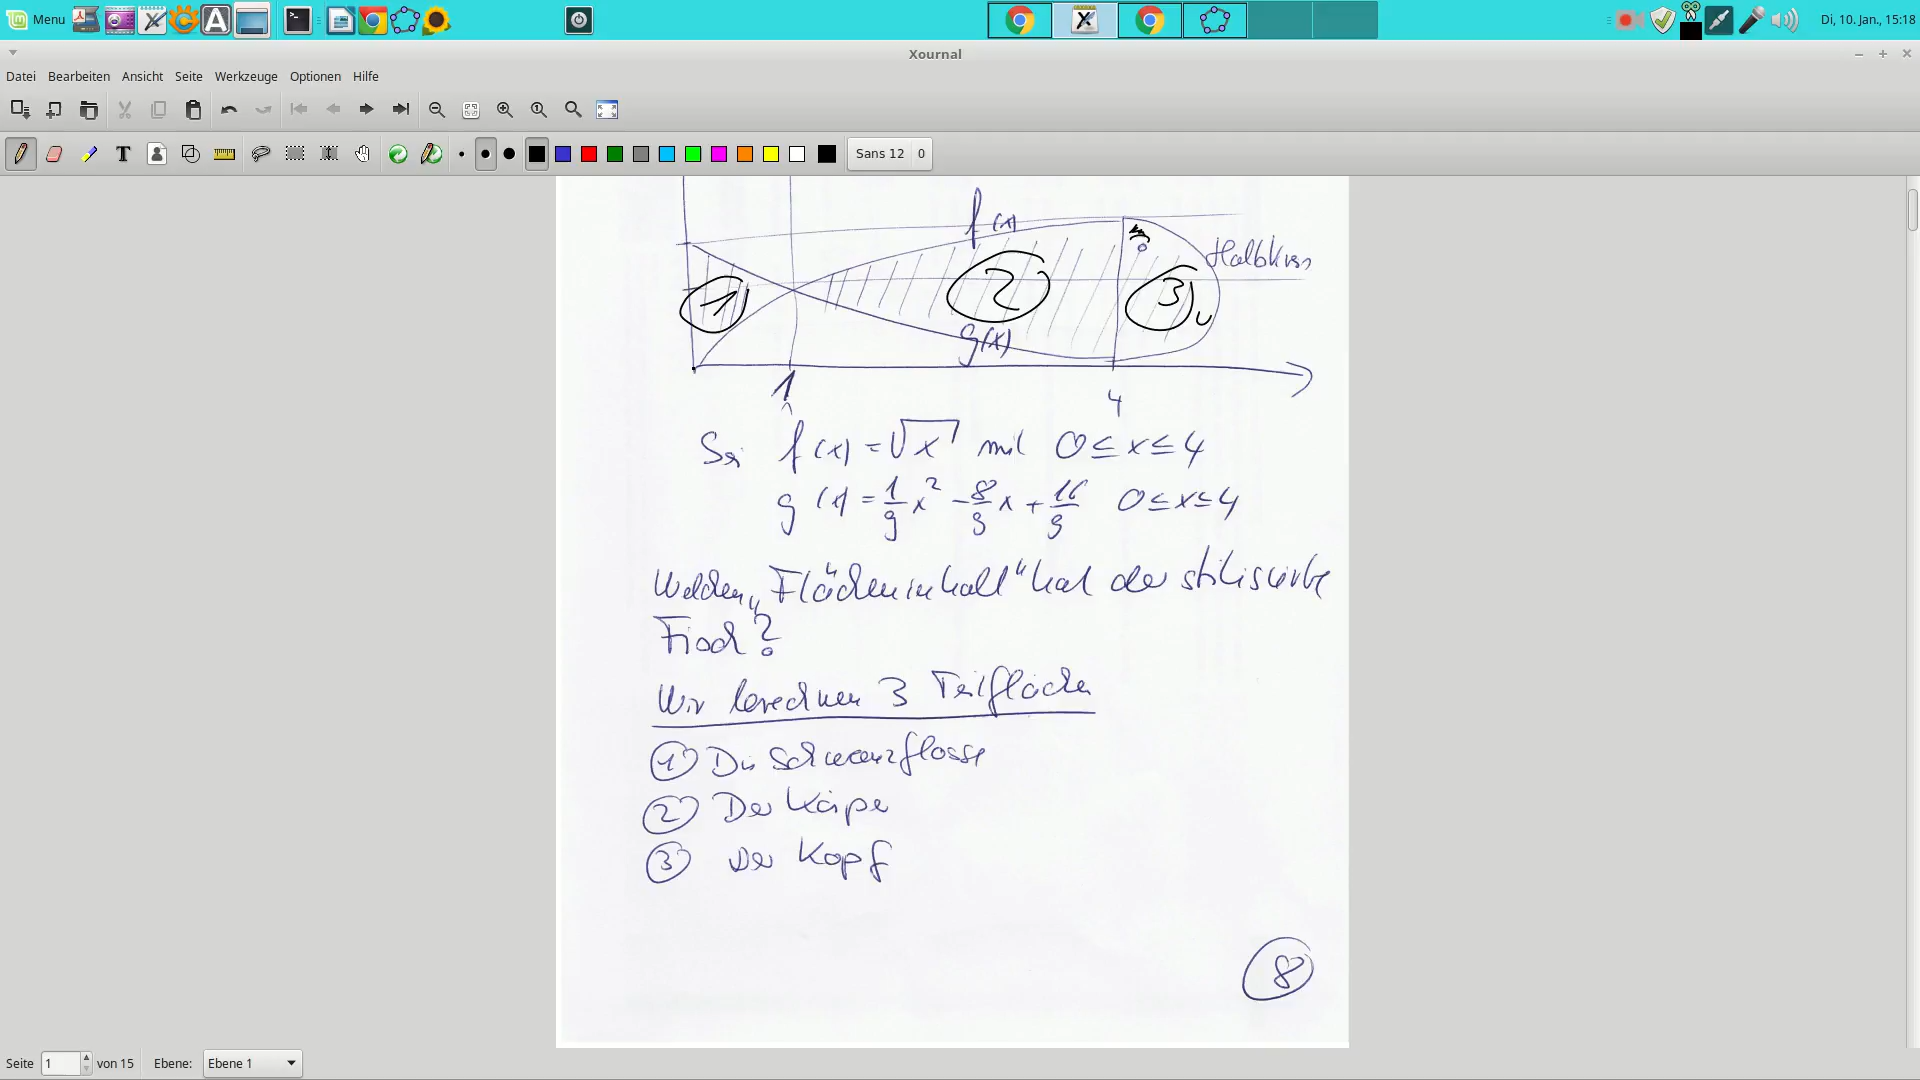 Menu
Di, 10. Jan., 15:18
Xournal
Datei Bearbeiten Ansicht Seite Werkzeuge Optionen Hilfe
Sans 12 0
f(x)
Halbkreis
1 2 3
g(x)
1 4
Sei f(x) = √x mit 0 ≤ x ≤ 4
g(x) = 1/9 x² - 8/9 x + 16/9 0 ≤ x ≤ 4
Welchen „Flächeninhalt" hat der stilisierte
Fisch?
Wir berechnen 3 Teilflächen
① Die Schwanzflosse
② Der Körper
③ Der Kopf
8
Seite 1 von 15 Ebene: Ebene 1